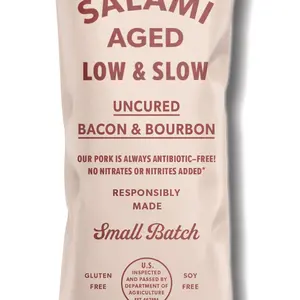 SALAMI
AGED
LOW & SLOW
UNCURED
BACON & BOURBON
OUR PORK IS ALWAYS ANTIBIOTIC-FREE!
NO NITRATES OR NITRITES ADDED*
RESPONSIBLY
MADE
Small Batch
GLUTEN
FREE
U.S.
INSPECTED
AND PASSED BY
DEPARTMENT OF
AGRICULTURE
SOY
FREE